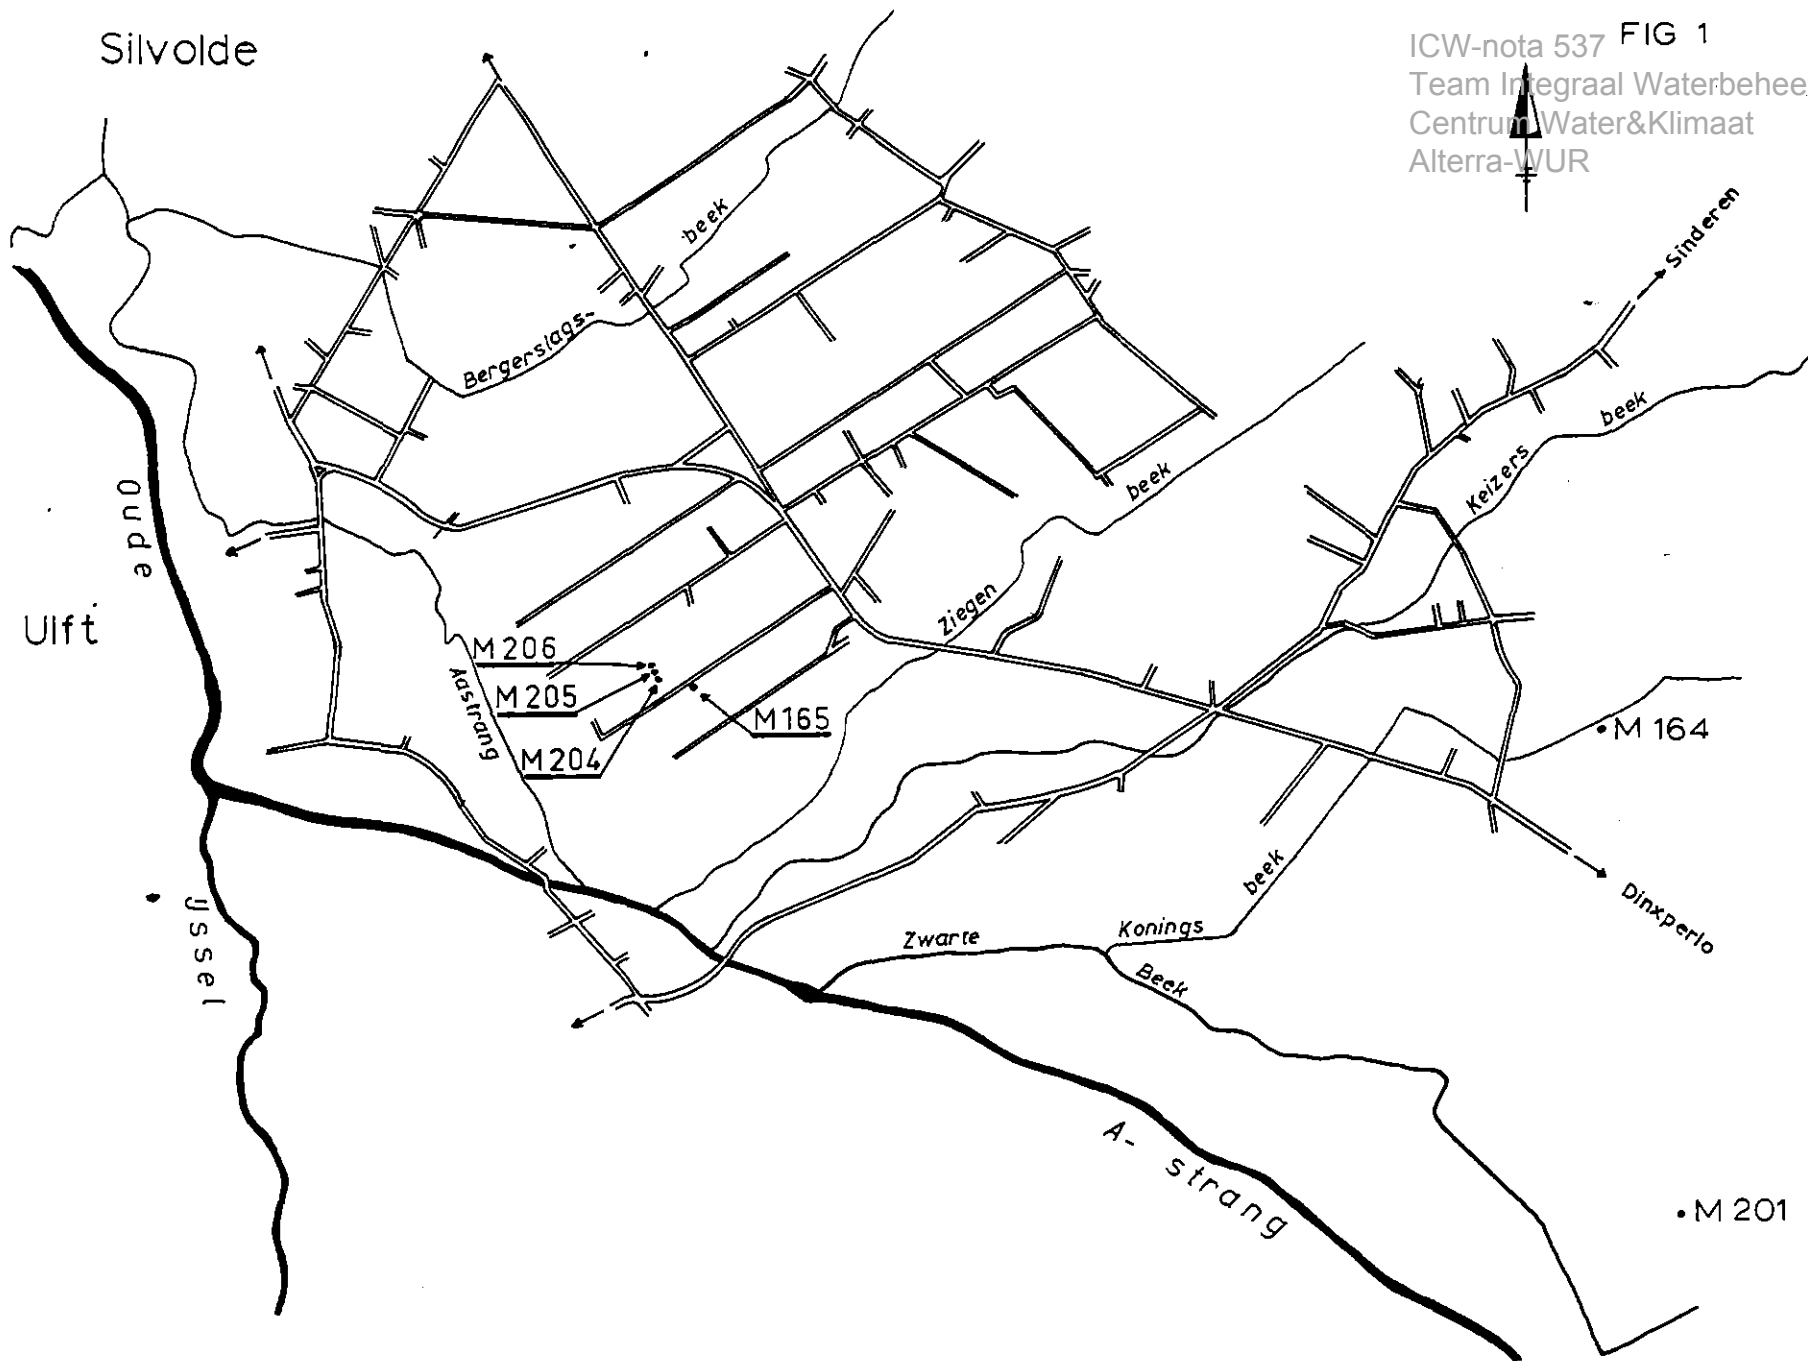 Silvolde
FIG 1
ICW-nota 537
Team Integraal Waterbehee
Centrum Water&Klimaat
Alterra-WUR
Sinderen
beek
Bergerslags-
beek
Keizers
beek
Oude
Ulft
Ziegen
M 206
M 205
Aastrang
M 165
M 204
M 164
beek
Dinxperlo
IJssel
Zwarte
Konings
Beek
A-
strang
M 201